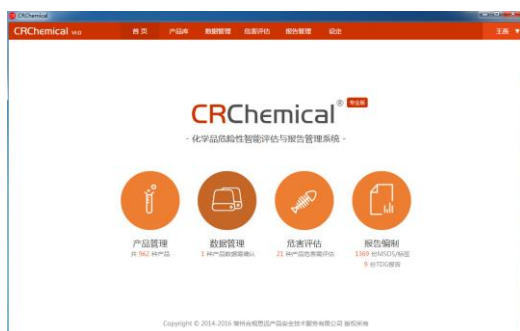 CRChemical
CRChemical V3.0
首页 产品库 数据管理 危害评估 报告管理 设定 王燕
CRChemical® 专业版
- 化学品危险性智能评估与报告管理系统 -
产品管理 数据管理 危害评估 报告编制
共 562 种产品 1 种产品数据需确认 21 种产品危害需评估 1369 份MSDS/标签
9 份TDG报告
Copyright © 2014-2016 常州合规思远产品安全技术服务有限公司 版权所有